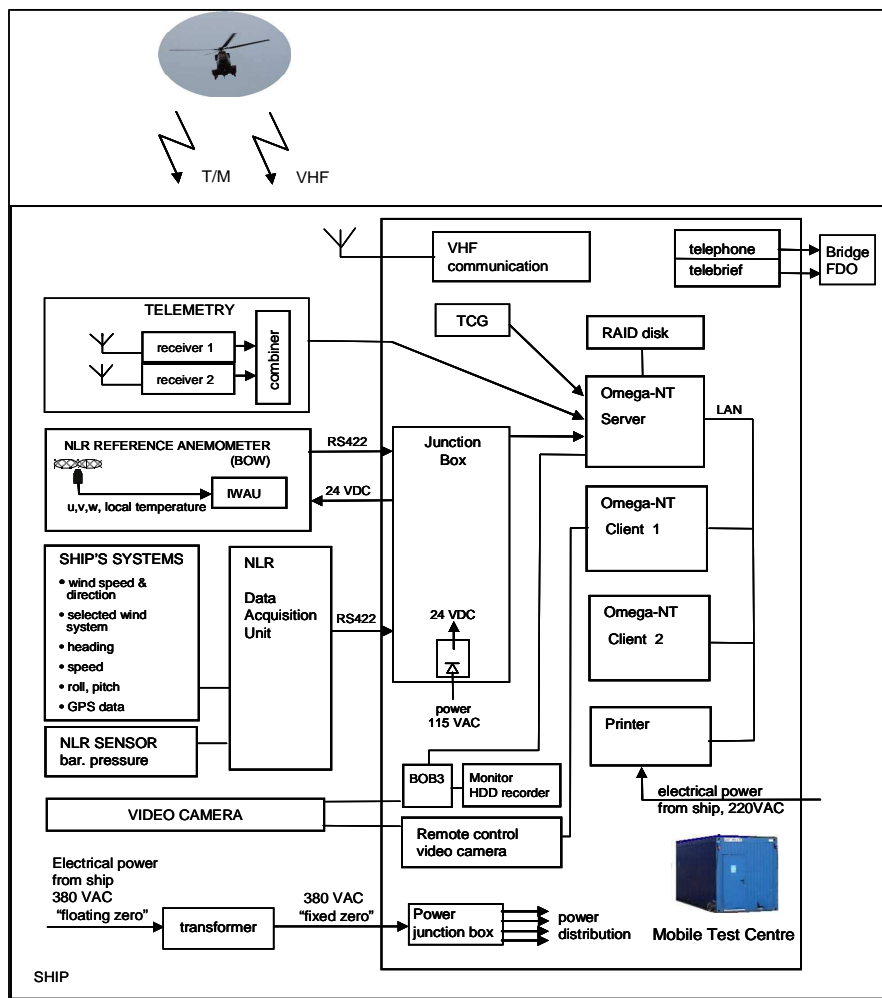 T/M
VHF
VHF
communication
telephone
telebrief
Bridge
FDO
TELEMETRY
receiver 1
receiver 2
combiner
TCG
RAID disk
Omega-NT
Server
LAN
NLR REFERENCE ANEMOMETER
(BOW)
IWAU
u,v,w, local temperature
RS422
24 VDC
Junction
Box
Omega-NT
Client 1
SHIP'S SYSTEMS
• wind speed &
direction
• selected wind
system
• heading
• speed
• roll, pitch
• GPS data
NLR
Data
Acquisition
Unit
RS422
24 VDC
power
115 VAC
Omega-NT
Client 2
Printer
NLR SENSOR
bar. pressure
BOB3
Monitor
HDD recorder
electrical power
from ship, 220VAC
VIDEO CAMERA
Remote control
video camera
Electrical power
from ship
380 VAC
"floating zero"
transformer
380 VAC
"fixed zero"
Power
junction box
power
distribution
Mobile Test Centre
SHIP